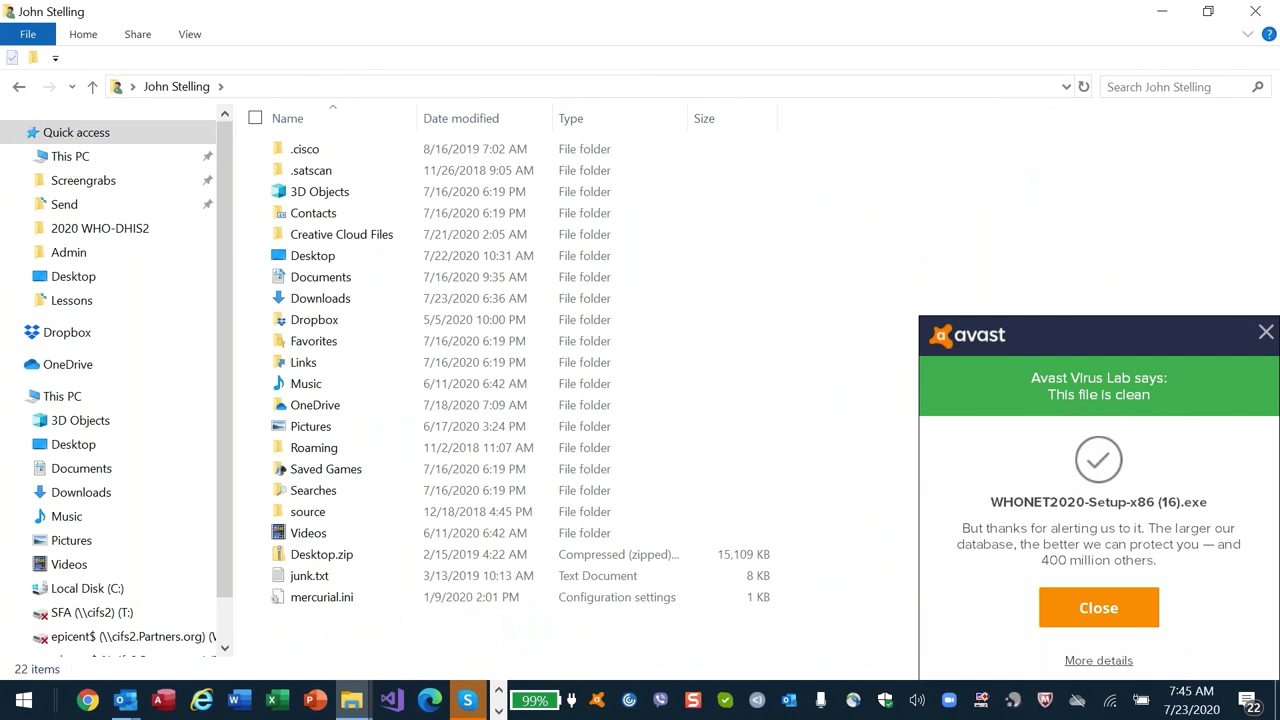 John Stelling
File Home Share View
John Stelling
Search John Stelling
Name Date modified Type Size
Quick access
This PC
Screengrabs
Send
2020 WHO-DHIS2
Admin
Desktop
Lessons
Dropbox
OneDrive
This PC
3D Objects
Desktop
Documents
Downloads
Music
Pictures
Videos
Local Disk (C:)
SFA (\\cifs2) (T:)
epicent$ (\\cifs2.Partners.org) (W
.cisco 8/16/2019 7:02 AM File folder
.satscan 11/26/2018 9:05 AM File folder
3D Objects 7/16/2020 6:19 PM File folder
Contacts 7/16/2020 6:19 PM File folder
Creative Cloud Files 7/21/2020 2:05 AM File folder
Desktop 7/22/2020 10:31 AM File folder
Documents 7/16/2020 9:35 AM File folder
Downloads 7/23/2020 6:36 AM File folder
Dropbox 5/5/2020 10:00 PM File folder
Favorites 7/16/2020 6:19 PM File folder
Links 7/16/2020 6:19 PM File folder
Music 6/11/2020 6:42 AM File folder
OneDrive 7/18/2020 7:09 AM File folder
Pictures 6/17/2020 3:24 PM File folder
Roaming 11/2/2018 11:07 AM File folder
Saved Games 7/16/2020 6:19 PM File folder
Searches 7/16/2020 6:19 PM File folder
source 12/18/2018 4:45 PM File folder
Videos 6/11/2020 6:42 AM File folder
Desktop.zip 2/15/2019 4:22 AM Compressed (zipped)... 15,109 KB
junk.txt 3/13/2019 10:13 AM Text Document 8 KB
mercurial.ini 1/9/2020 2:01 PM Configuration settings 1 KB
avast
Avast Virus Lab says:
This file is clean
WHONET2020-Setup-x86 (16).exe
But thanks for alerting us to it. The larger our
database, the better we can protect you — and
400 million others.
Close
More details
22 items
99%
7:45 AM
7/23/2020
22